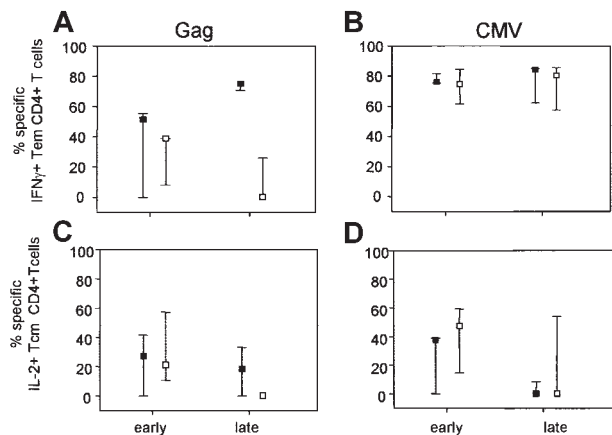 A
Gag
B
CMV
% specific
IFNγ+ Tem CD4+ T cells
100
80
60
40
20
0
100
80
60
40
20
0
C
D
% specific
IL-2+ Tcm CD4+Tcells
100
80
60
40
20
0
100
80
60
40
20
0
early
late
early
late